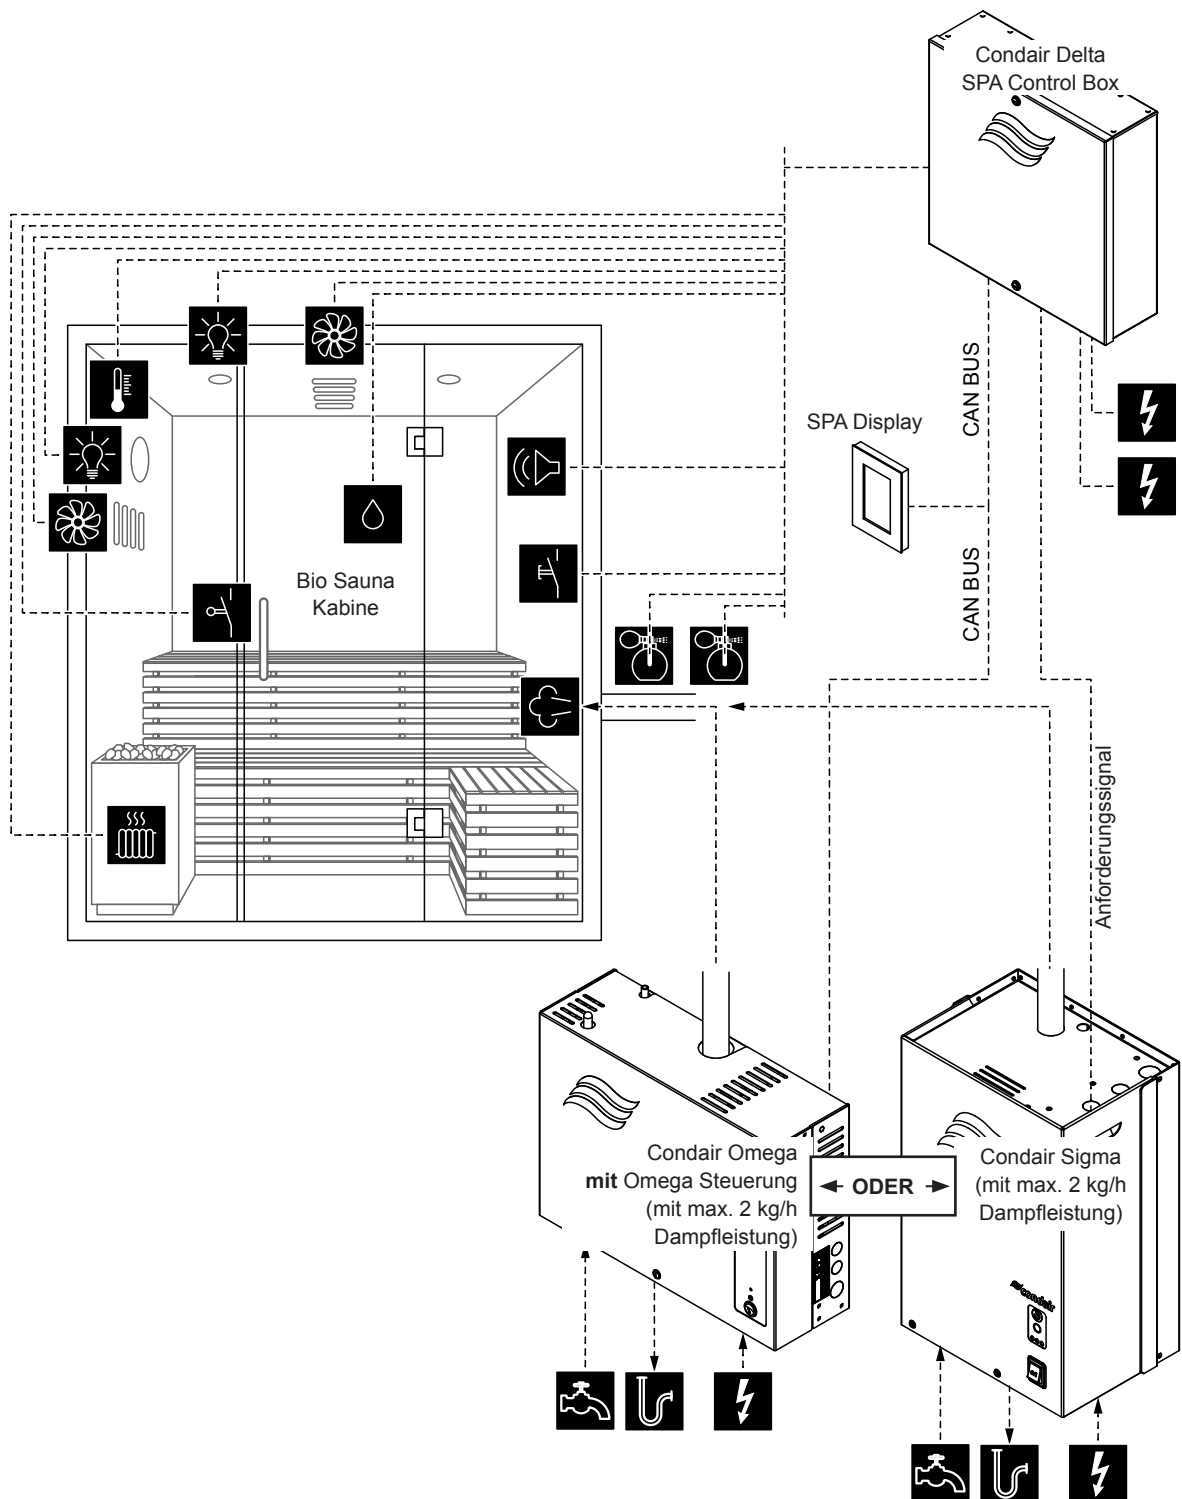 Condair Delta
SPA Control Box
CAN BUS
SPA Display
CAN BUS
Bio Sauna
Kabine
Anforderungssignal
Condair Omega
mit Omega Steuerung
(mit max. 2 kg/h
Dampfleistung)
ODER
Condair Sigma
(mit max. 2 kg/h
Dampfleistung)
condair